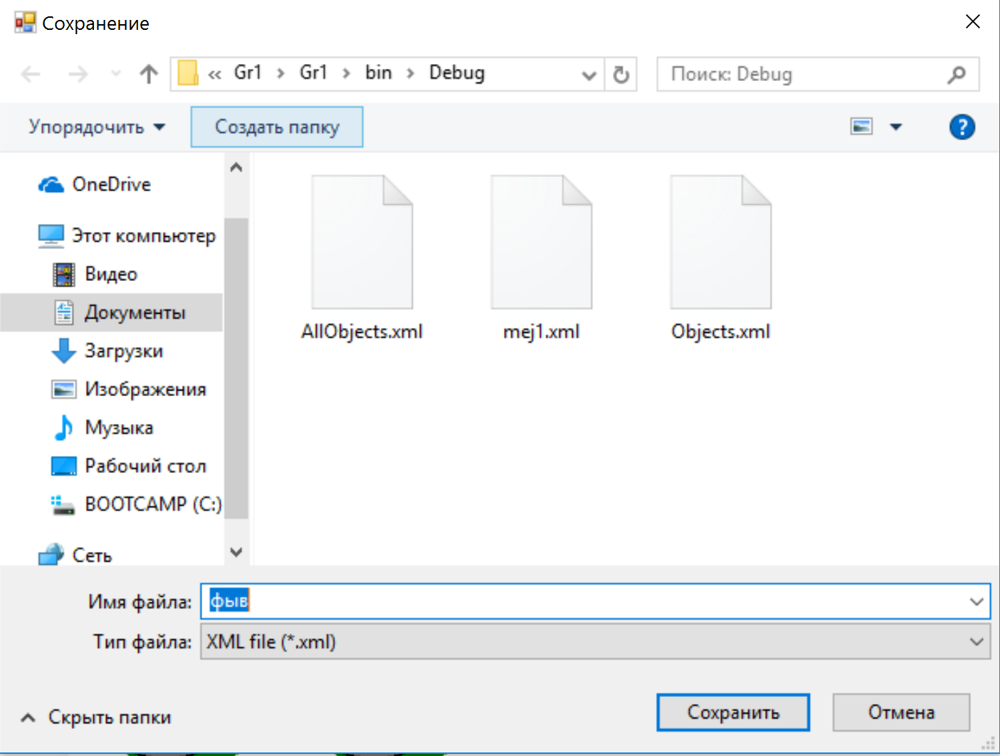 Сохранение
« Gr1 > Gr1 > bin > Debug
Поиск: Debug
Упорядочить
Создать папку
?
OneDrive
Этот компьютер
Видео
Документы
Загрузки
Изображения
Музыка
Рабочий стол
BOOTCAMP (C:)
Сеть
AllObjects.xml
mej1.xml
Objects.xml
Имя файла: фыв
Тип файла: XML file (*.xml)
Скрыть папки
Сохранить
Отмена